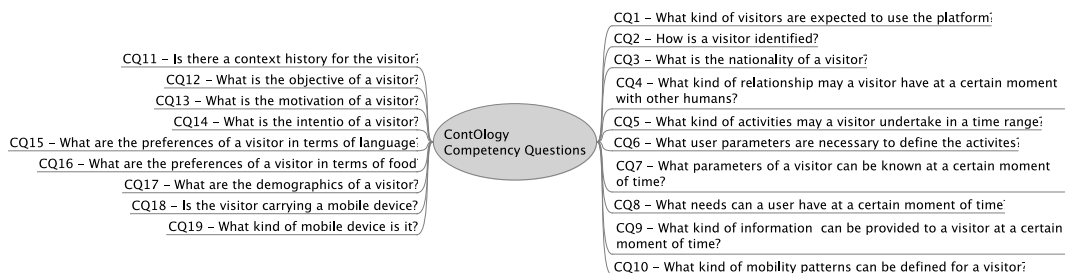 CQ1 – What kind of visitors are expected to use the platform?
CQ2 – How is a visitor identified?
CQ3 – What is the nationality of a visitor?
CQ4 – What kind of relationship may a visitor have at a certain moment
with other humans?
CQ5 – What kind of activities may a visitor undertake in a time range?
CQ6 – What user parameters are necessary to define the activites?
CQ7 – What parameters of a visitor can be known at a certain moment
of time?
CQ8 – What needs can a user have at a certain moment of time
CQ9 – What kind of information can be provided to a visitor at a certain
moment of time?
CQ10 – What kind of mobility patterns can be defined for a visitor?
ContOlogy
Competency Questions
CQ11 – Is there a context history for the visitor?
CQ12 – What is the objective of a visitor?
CQ13 – What is the motivation of a visitor?
CQ14 – What is the intentio of a visitor?
CQ15 – What are the preferences of a visitor in terms of language?
CQ16 – What are the preferences of a visitor in terms of food
CQ17 – What are the demographics of a visitor?
CQ18 – Is the visitor carrying a mobile device?
CQ19 – What kind of mobile device is it?